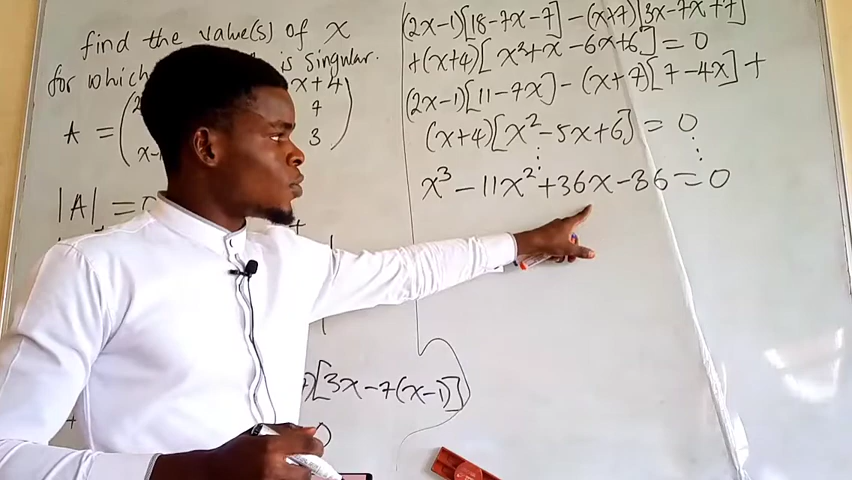 find the value(s) of x
for which is singular.
x+4
A = ( 7
x-1 3 )
|A| =
)[3x-7(x-1)]
(2x-1)[18-7x-7] - (x+7)[3x-7x+7]
+(x+4)[x²+x-6x+6] = 0
(2x-1)[11-7x] - (x+7)[7-4x] +
(x+4)[x²-5x+6] = 0
x³ - 11x² + 36x - 36 = 0